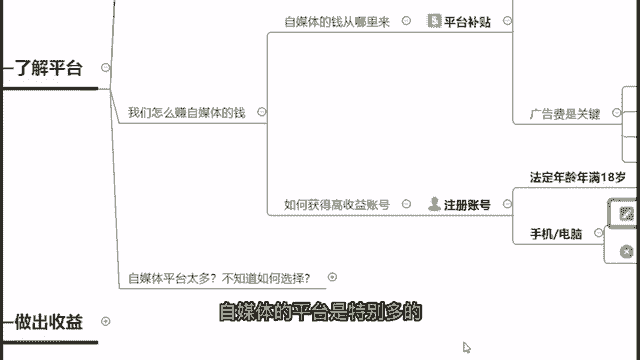 自媒体的钱从哪里来
平台补贴
了解平台
我们怎么赚自媒体的钱
广告费是关键
法定年龄年满18岁
如何获得高收益账号
注册账号
手机/电脑
自媒体平台太多？不知道如何选择？
自媒体的平台是特别多的
做出收益